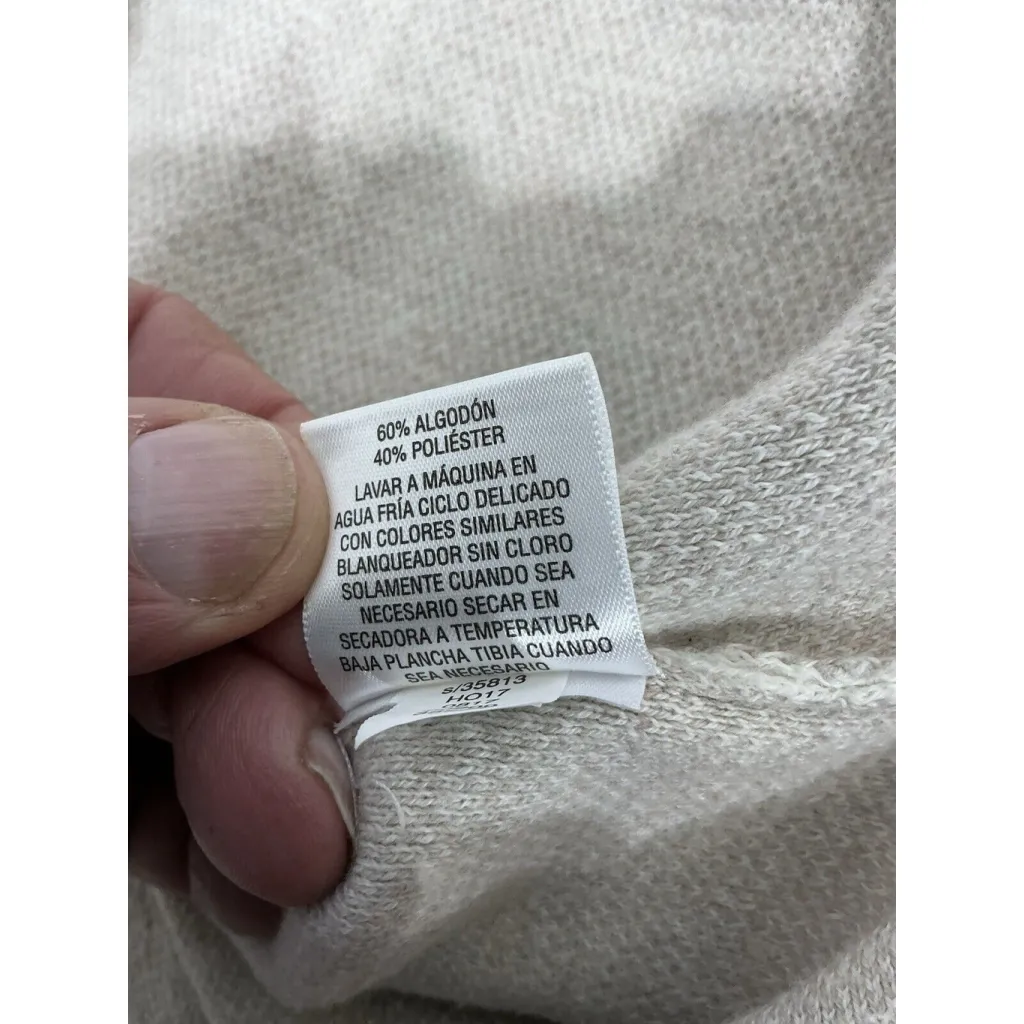 60% ALGODÓN
40% POLIÉSTER
LAVAR A MÁQUINA EN
AGUA FRÍA CICLO DELICADO
CON COLORES SIMILARES
BLANQUEADOR SIN CLORO
SOLAMENTE CUANDO SEA
NECESARIO SECAR EN
SECADORA A TEMPERATURA
BAJA PLANCHA TIBIA CUANDO
SEA NECESARIO
S/35813
HO17